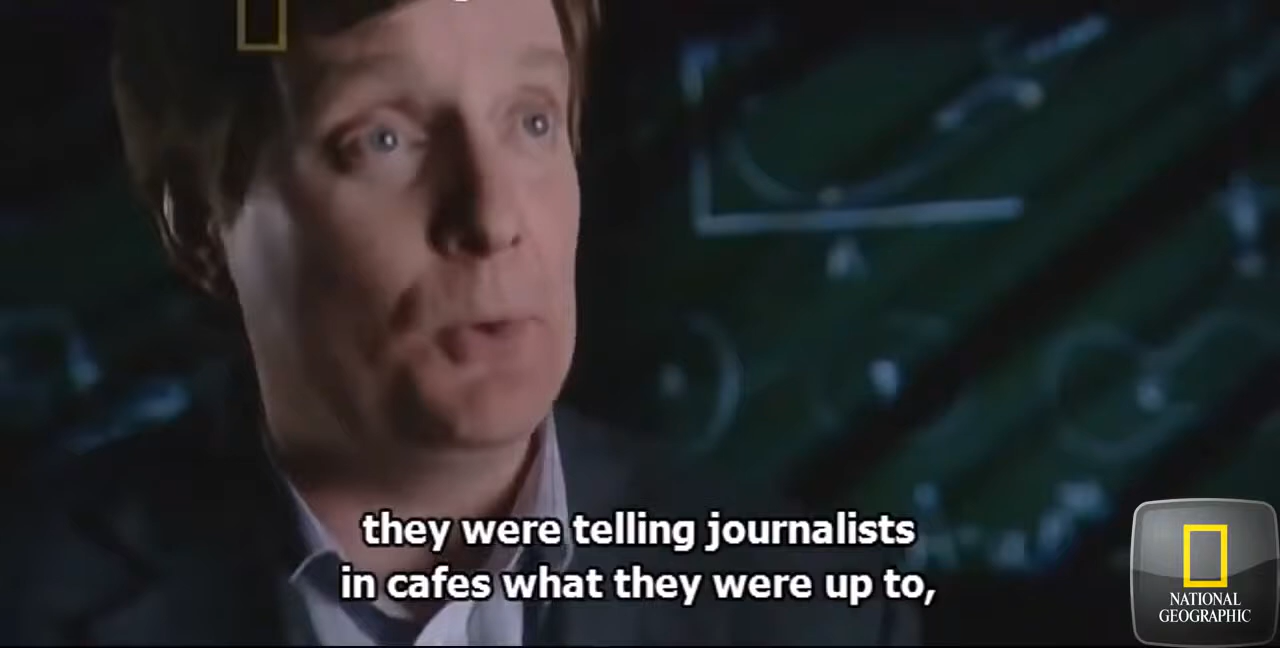 they were telling journalists
in cafes what they were up to,
NATIONAL
GEOGRAPHIC